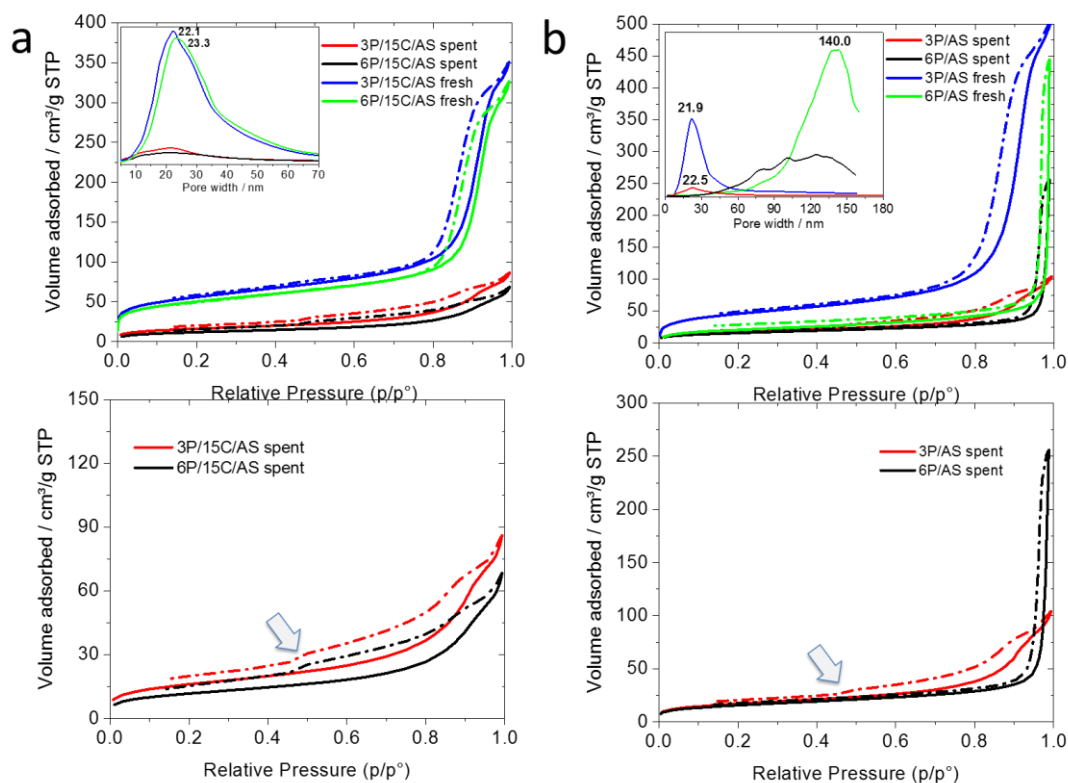 a
400
350
300
250
200
150
100
50
0
Volume adsorbed / cm³/g STP
22.1
23.3
10 20 30 40 50 60 70
Pore width / nm
3P/15C/AS spent
6P/15C/AS spent
3P/15C/AS fresh
6P/15C/AS fresh
0.0 0.2 0.4 0.6 0.8 1.0
Relative Pressure (p/p°)
b
500
450
400
350
300
250
200
150
100
50
0
Volume adsorbed / cm³/g STP
140.0
21.9
22.5
0 30 60 90 120 150 180
Pore width / nm
3P/AS spent
6P/AS spent
3P/AS fresh
6P/AS fresh
0.0 0.2 0.4 0.6 0.8 1.0
Relative Pressure (p/p°)
150
120
90
60
30
0
Volume adsorbed / cm³/g STP
3P/15C/AS spent
6P/15C/AS spent
0.0 0.2 0.4 0.6 0.8 1.0
Relative Pressure (p/p°)
300
250
200
150
100
50
0
Volume adsorbed / cm³/g STP
3P/AS spent
6P/AS spent
0.0 0.2 0.4 0.6 0.8 1.0
Relative Pressure (p/p°)